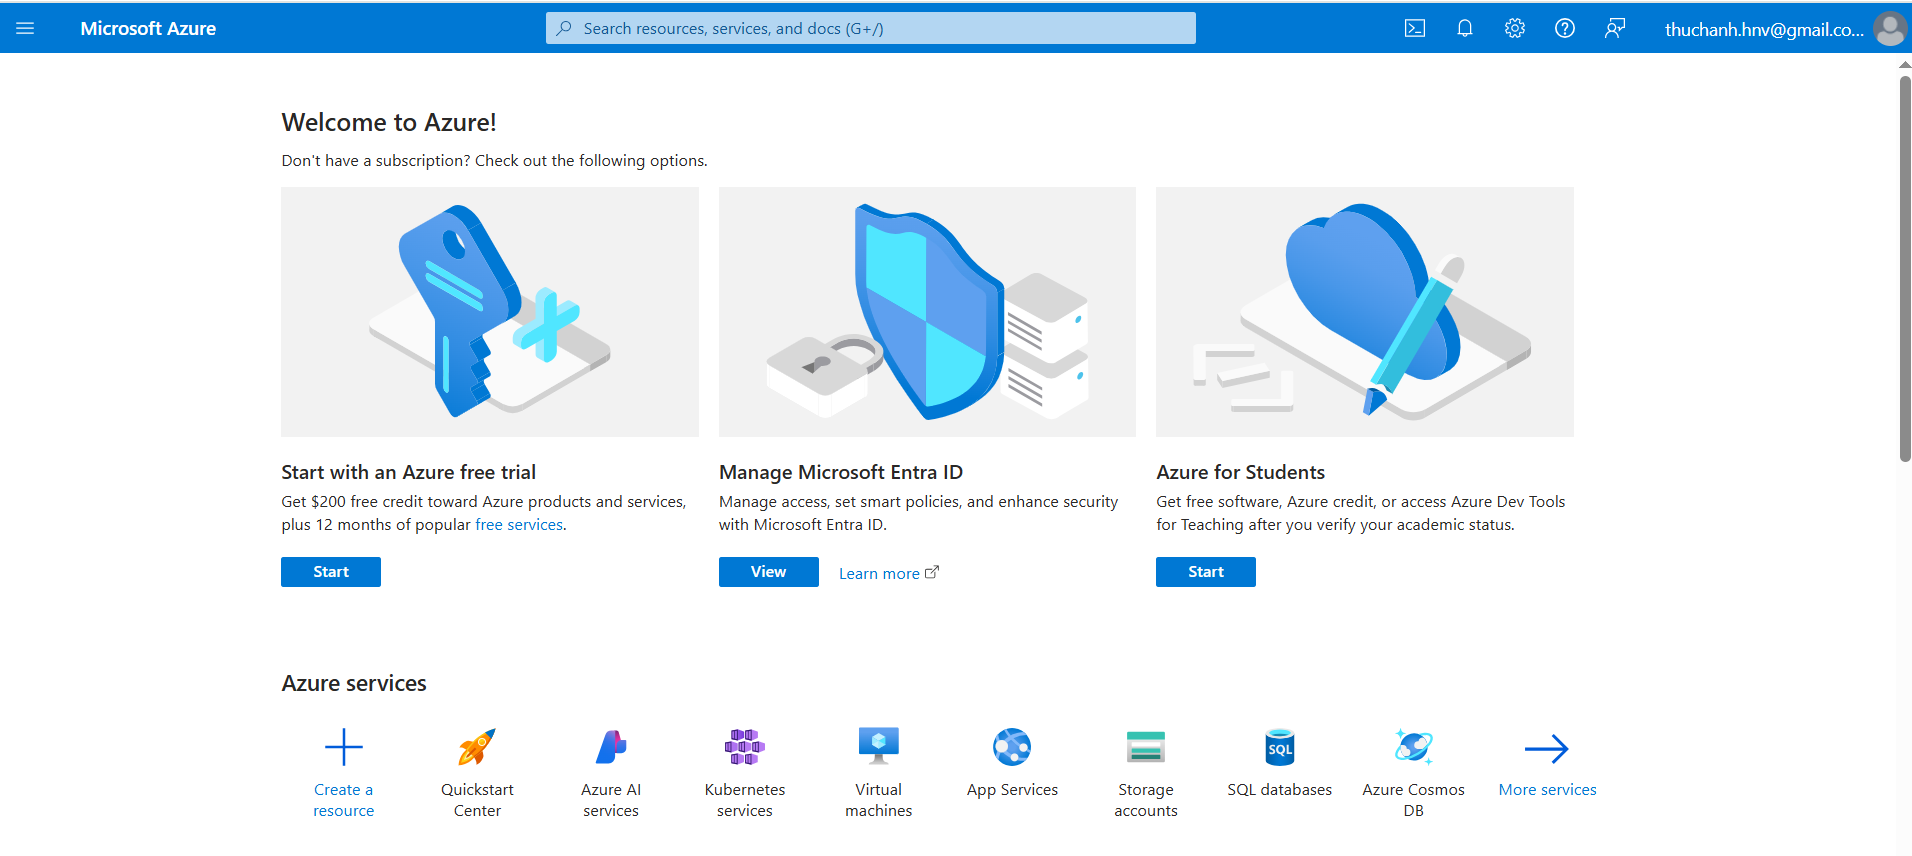 Microsoft Azure
Search resources, services, and docs (G+/)
thuchanh.hnv@gmail.co...
Welcome to Azure!
Don't have a subscription? Check out the following options.
Start with an Azure free trial
Get $200 free credit toward Azure products and services,
plus 12 months of popular free services.
Start
Manage Microsoft Entra ID
Manage access, set smart policies, and enhance security
with Microsoft Entra ID.
View
Learn more
Azure for Students
Get free software, Azure credit, or access Azure Dev Tools
for Teaching after you verify your academic status.
Start
Azure services
Create a
resource
Quickstart
Center
Azure AI
services
Kubernetes
services
Virtual
machines
App Services
Storage
accounts
SQL
SQL databases
Azure Cosmos
DB
More services